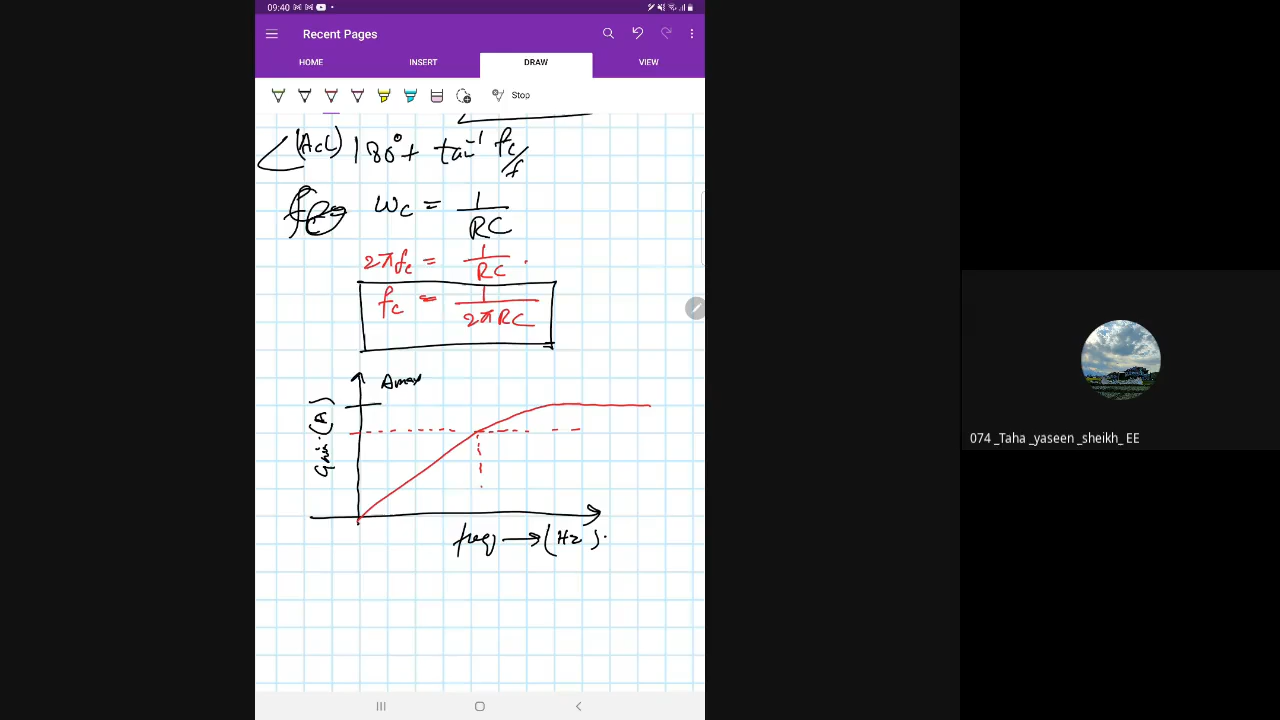 09:40
Recent Pages
HOME INSERT DRAW VIEW
Stop
∠(AcL) 180° + tan⁻¹ fc/f
fc ⇒ ωc = 1/RC
2πfc = 1/RC
fc = 1/2πRC
Amax
Gain (A)
freq → (Hz)
074 _Taha _yaseen _sheikh_ EE